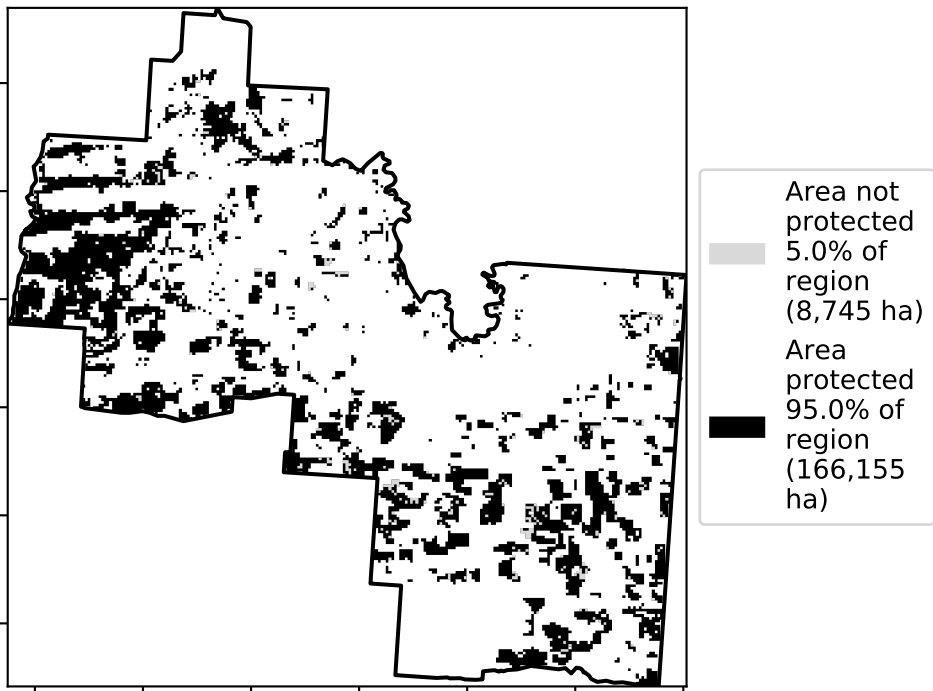 Area not
protected
5.0% of
region
(8,745 ha)
Area
protected
95.0% of
region
(166,155
ha)